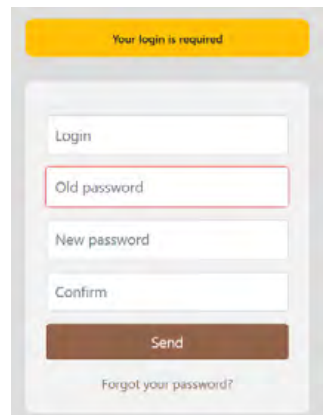 Your login is required
Login
Old password
New password
Confirm
Send
Forgot your password?